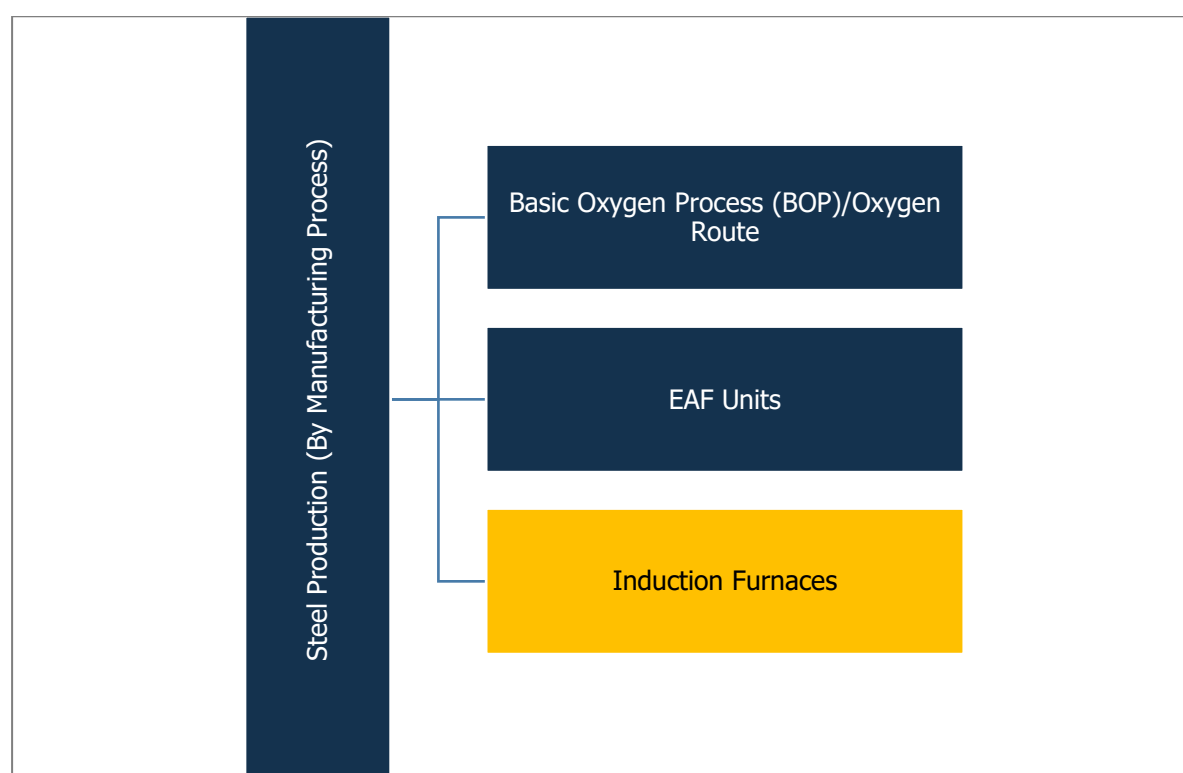 Steel Production (By Manufacturing Process)
Basic Oxygen Process (BOP)/Oxygen
Route
EAF Units
Induction Furnaces